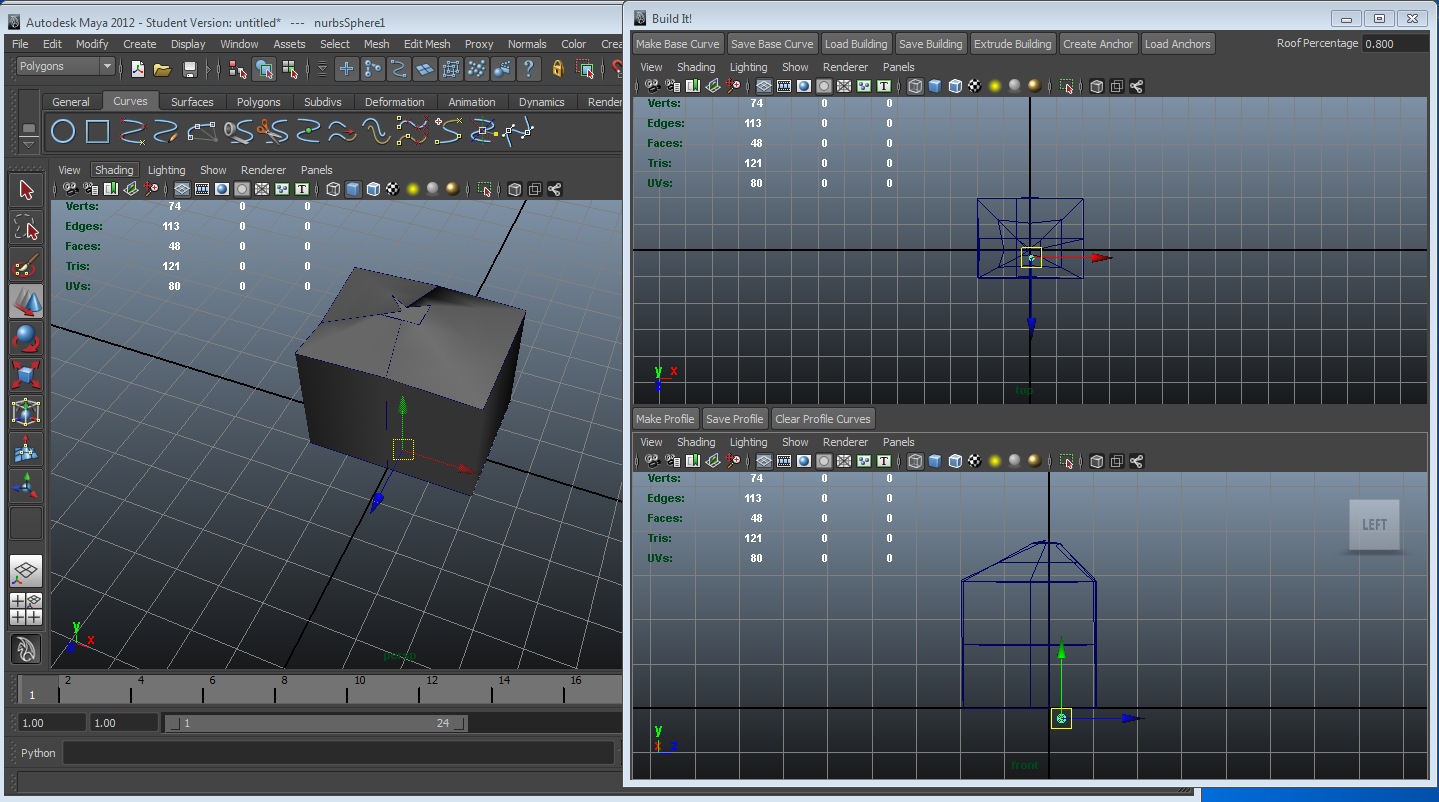 Autodesk Maya 2012 - Student Version: untitled* --- nurbsSphere1
File Edit Modify Create Display Window Assets Select Mesh Edit Mesh Proxy Normals Color Crea
Polygons
General Curves Surfaces Polygons Subdivs Deformation Animation Dynamics Render
View Shading Lighting Show Renderer Panels
Verts: 74 0 0
Edges: 113 0 0
Faces: 48 0 0
Tris: 121 0 0
UVs: 80 0 0
y
x
z
persp
1 2 4 6 8 10 12 14 16
1.00 1.00 1 24
Python
Build It!
Make Base Curve Save Base Curve Load Building Save Building Extrude Building Create Anchor Load Anchors Roof Percentage 0.800
View Shading Lighting Show Renderer Panels
Verts: 74 0 0
Edges: 113 0 0
Faces: 48 0 0
Tris: 121 0 0
UVs: 80 0 0
y x
z
top
Make Profile Save Profile Clear Profile Curves
View Shading Lighting Show Renderer Panels
Verts: 74 0 0
Edges: 113 0 0
Faces: 48 0 0
Tris: 121 0 0
UVs: 80 0 0
LEFT
y
x z
front